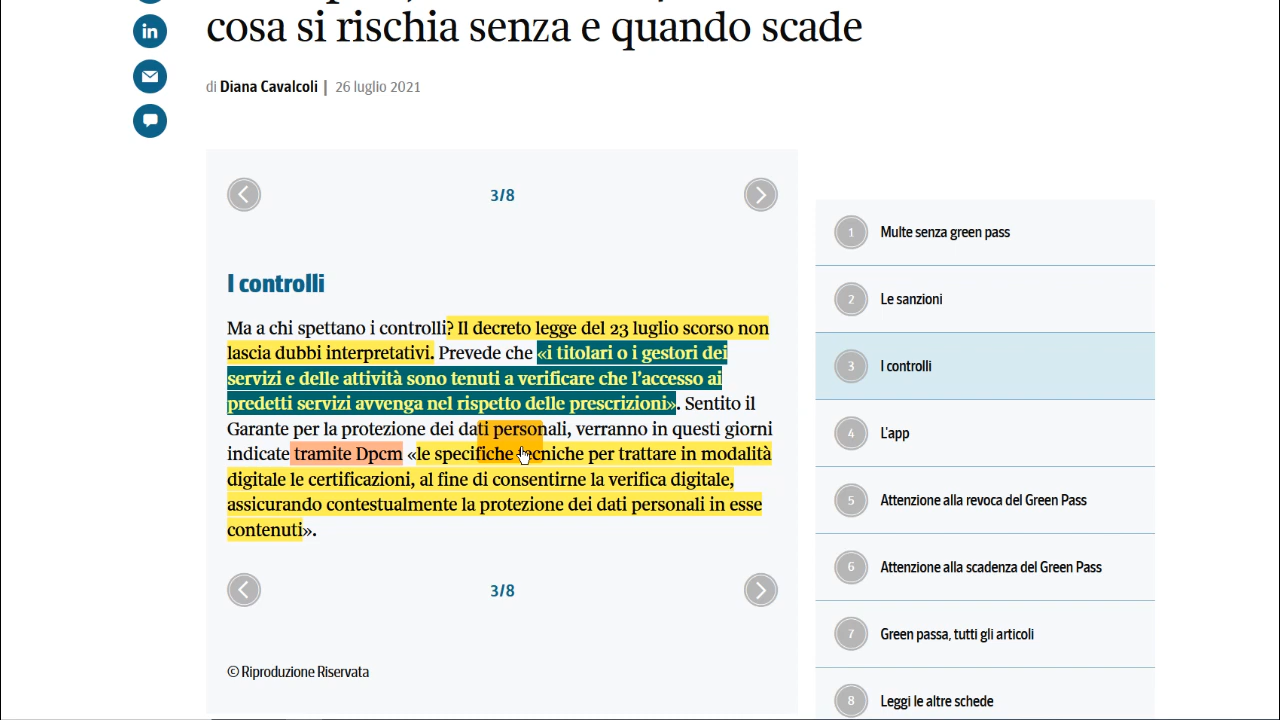 cosa si rischia senza e quando scade
di Diana Cavalcoli | 26 luglio 2021
3/8
I controlli
Ma a chi spettano i controlli? Il decreto legge del 23 luglio scorso non
lascia dubbi interpretativi. Prevede che «i titolari o i gestori dei
servizi e delle attività sono tenuti a verificare che l'accesso ai
predetti servizi avvenga nel rispetto delle prescrizioni». Sentito il
Garante per la protezione dei dati personali, verranno in questi giorni
indicate tramite Dpcm «le specifiche tecniche per trattare in modalità
digitale le certificazioni, al fine di consentirne la verifica digitale,
assicurando contestualmente la protezione dei dati personali in esse
contenuti».
3/8
© Riproduzione Riservata
1 Multe senza green pass
2 Le sanzioni
3 I controlli
4 L'app
5 Attenzione alla revoca del Green Pass
6 Attenzione alla scadenza del Green Pass
7 Green passa, tutti gli articoli
8 Leggi le altre schede
in